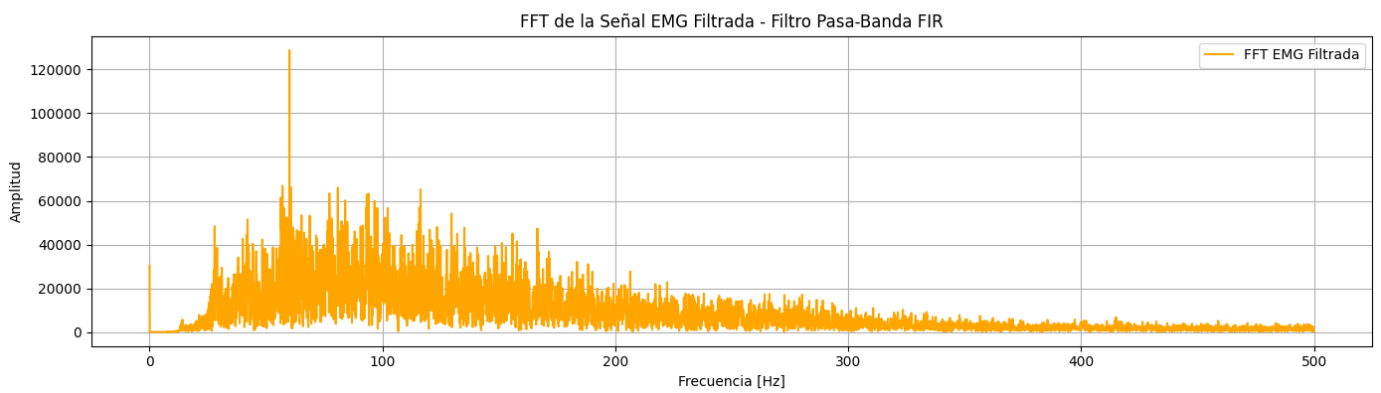 FFT de la Señal EMG Filtrada - Filtro Pasa-Banda FIR
FFT EMG Filtrada
Amplitud
120000
100000
80000
60000
40000
20000
0
0 100 200 300 400 500
Frecuencia [Hz]